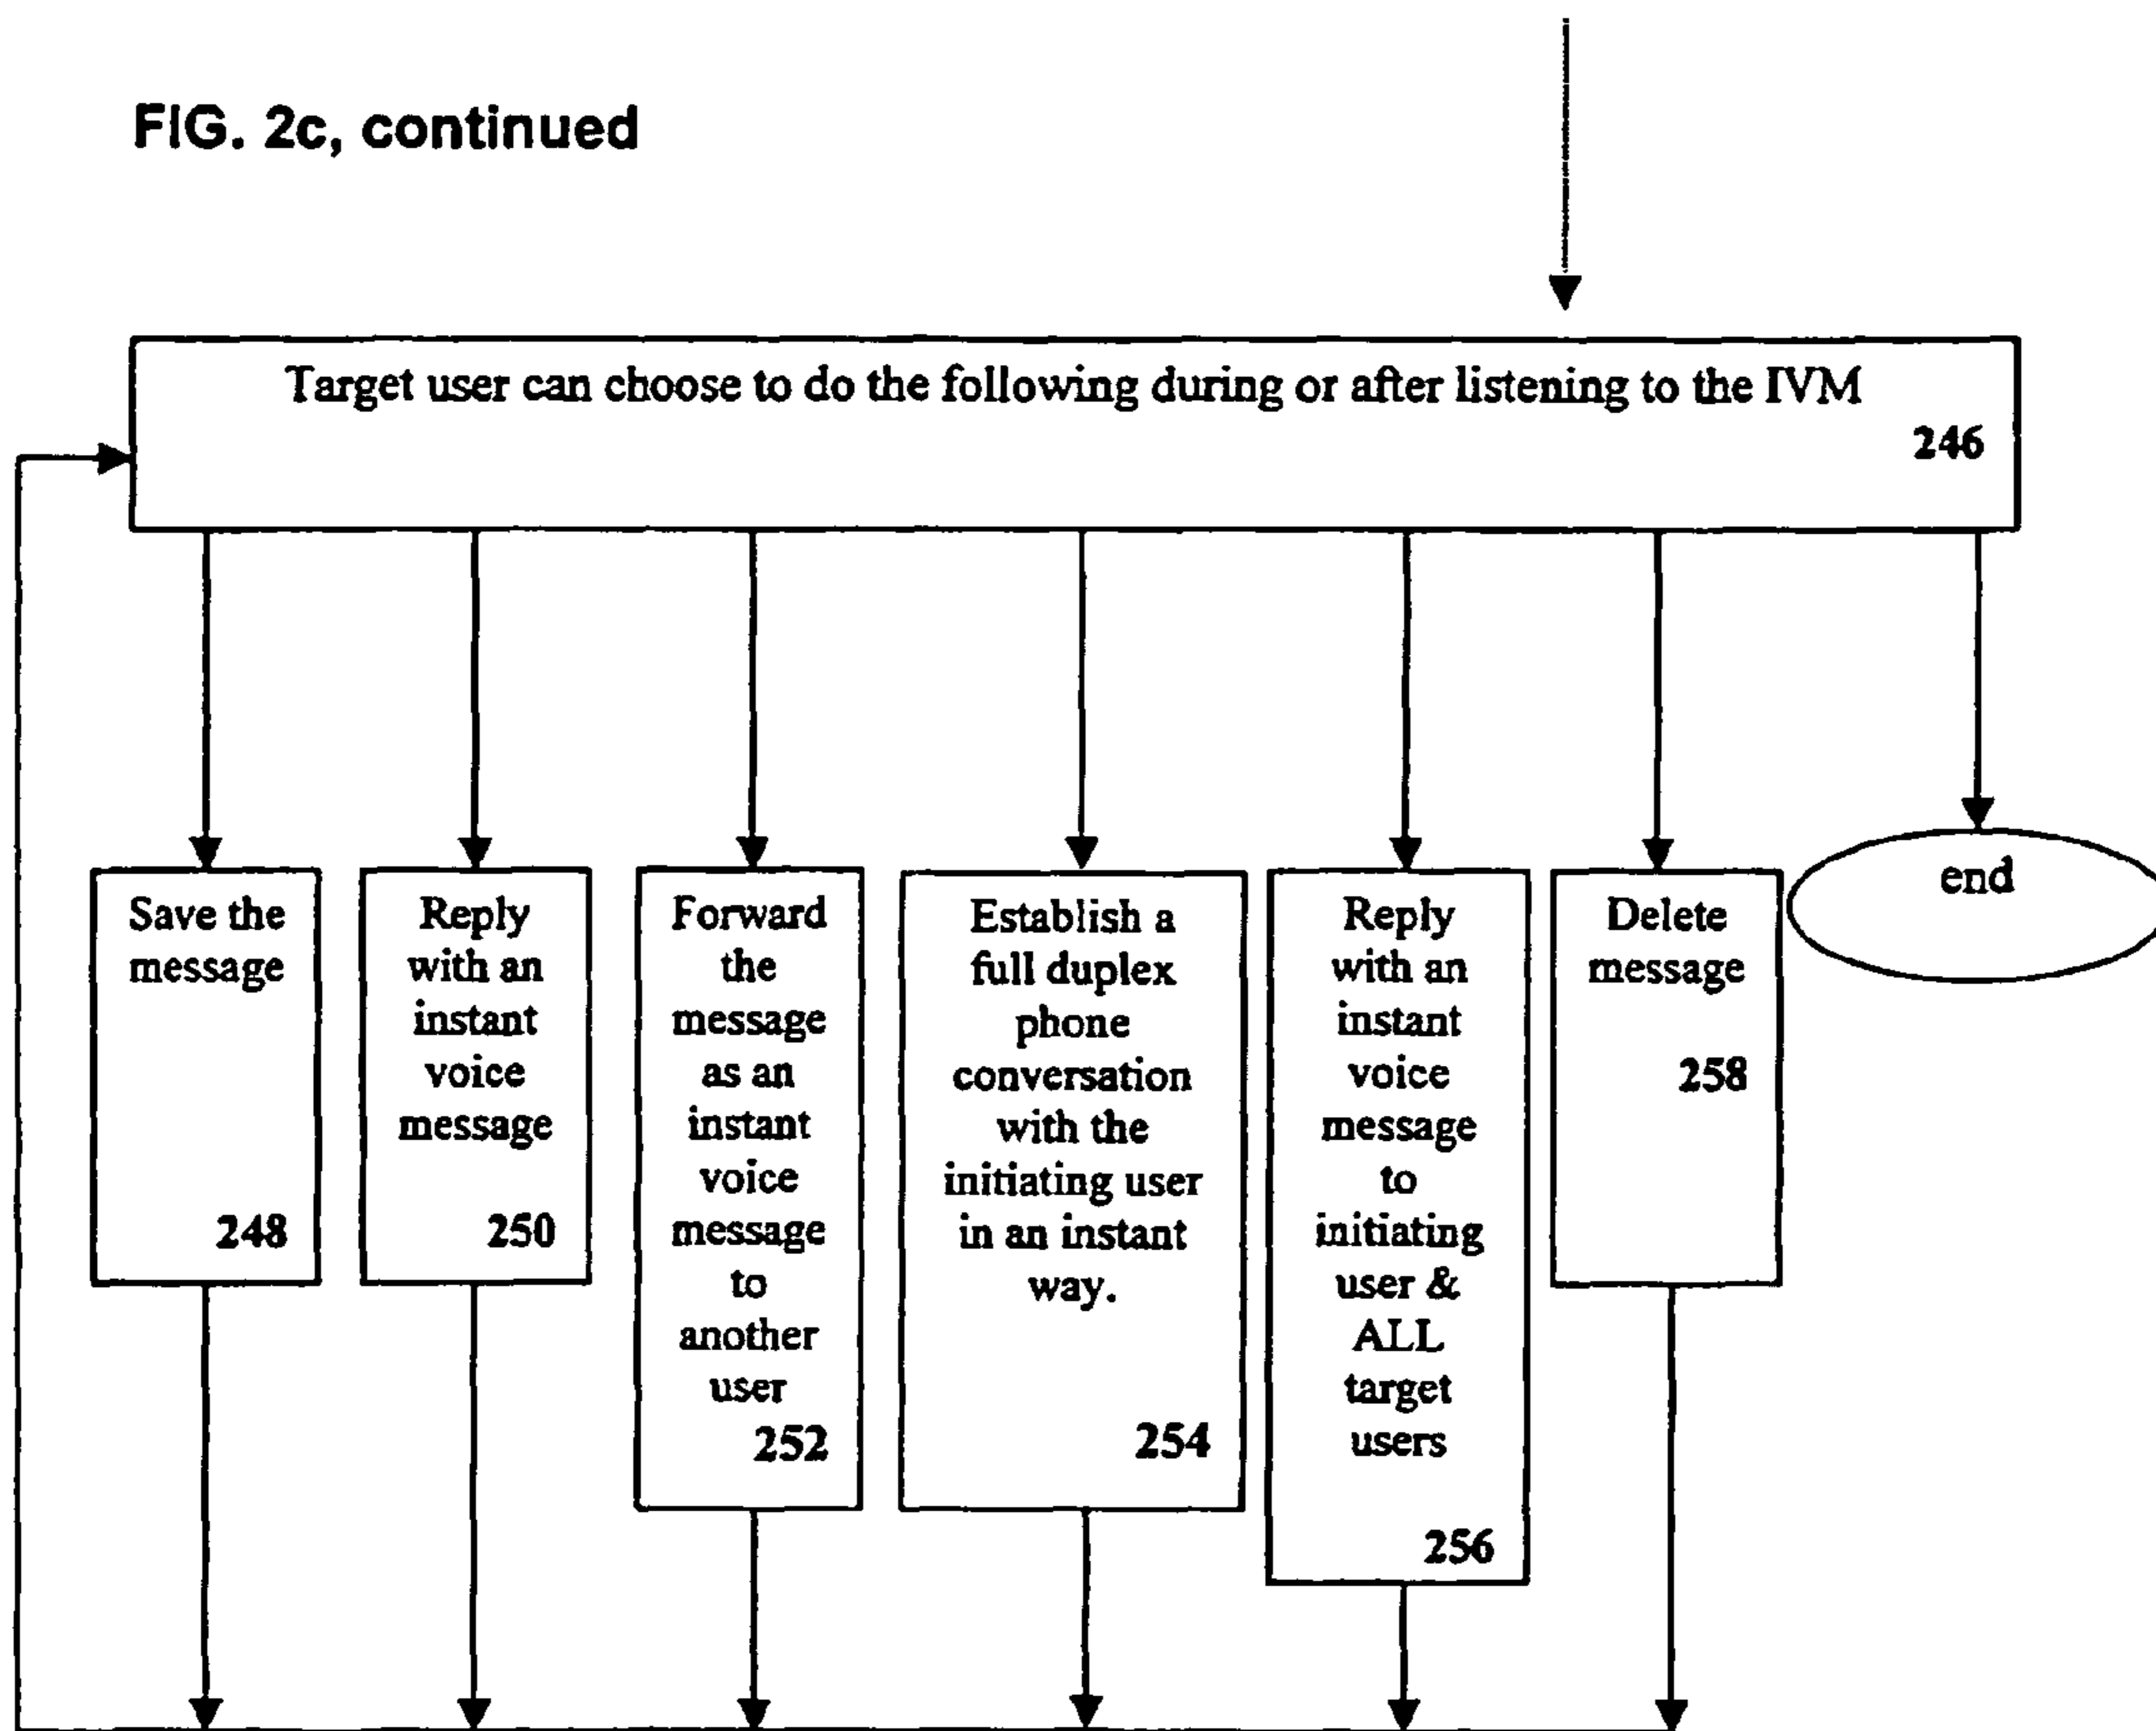 FIG. 2c, continued
Target user can choose to do the following during or after listening to the IVM
246
Save the
message
248
Reply
with an
instant
voice
message
250
Forward
the
message
as an
instant
voice
message
to
another
user
252
Establish a
full duplex
phone
conversation
with the
initiating user
in an instant
way.
254
Reply
with an
instant
voice
message
to
initiating
user &
ALL
target
users
256
Delete
message
258
end